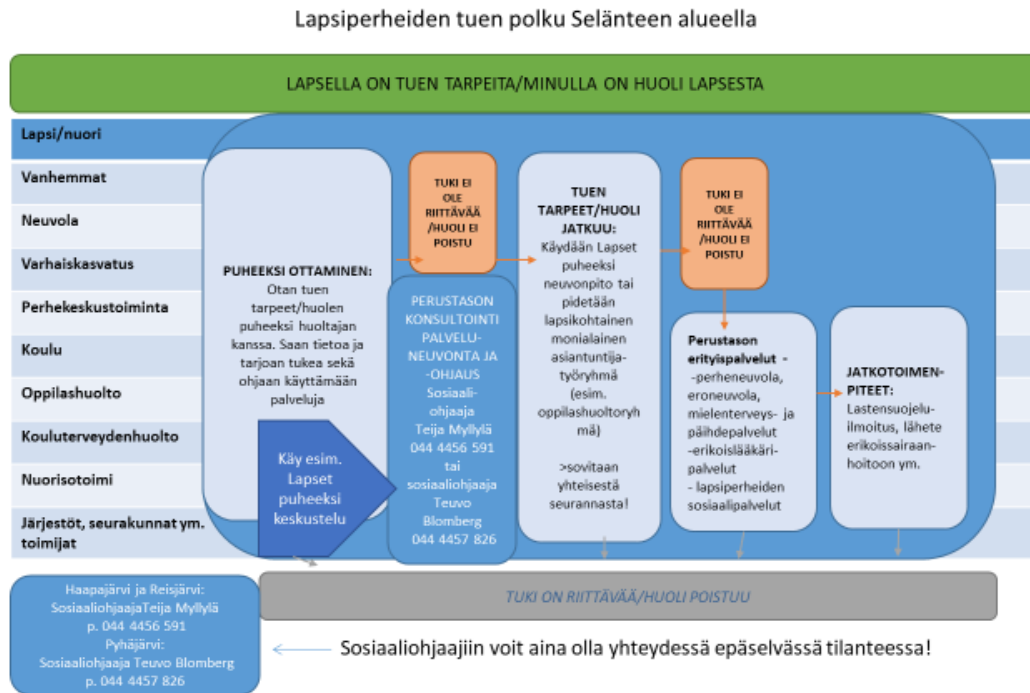 Lapsiperheiden tuen polku Selänteen alueella
LAPSELLA ON TUEN TARPEITA/MINULLA ON HUOLI LAPSESTA
Lapsi/nuori
Vanhemmat
Neuvola
Varhaiskasvatus
Perhekeskustoiminta
Koulu
Oppilashuolto
Kouluterveydenhuolto
Nuorisotoimi
Järjestöt, seurakunnat ym.
toimijat
PUHEEKSI OTTAMINEN:
Otan tuen
tarpeet/huolen
puheeksi huoltajan
kanssa. Saan tietoa ja
tarjoan tukea sekä
ohjaan käyttämään
palveluja
Käy esim.
Lapset
puheeksi
keskustelu
TUKI EI
OLE
RIITTÄVÄÄ
/HUOLI EI
POISTU
PERUSTASON
KONSULTOINTI
PALVELU-
NEUVONTA JA
-OHJAUS
Sosiaali-
ohjaaja
Teija Myllylä
044 4456 591
tai
sosiaaliohjaaja
Teuvo
Blomberg
044 4457 826
TUEN
TARPEET/HUOLI
JATKUU:
Käydään Lapset
puheeksi
neuvonpito tai
pidetään
lapsikohtainen
monialainen
asiantuntija-
työryhmä
(esim.
oppilashuoltoryh
mä)
>sovitaan
yhteisestä
seurannasta!
TUKI EI
OLE
RIITTÄVÄÄ
/HUOLI EI
POISTU
Perustason
erityispalvelut -
-perheneuvola,
eroneuvola,
mielenterveys- ja
päihdepalvelut
-erikoislääkäri-
palvelut
- lapsiperheiden
sosiaalipalvelut
JATKOTOIMEN-
PITEET:
Lastensuojelu-
ilmoitus, lähete
erikoissairaan-
hoitoon ym.
TUKI ON RIITTÄVÄÄ/HUOLI POISTUU
Haapajärvi ja Reisjärvi:
SosiaaliohjaajaTeija Myllylä
p. 044 4456 591
Pyhäjärvi:
Sosiaaliohjaaja Teuvo Blomberg
p. 044 4457 826
Sosiaaliohjaajiin voit aina olla yhteydessä epäselvässä tilanteessa!